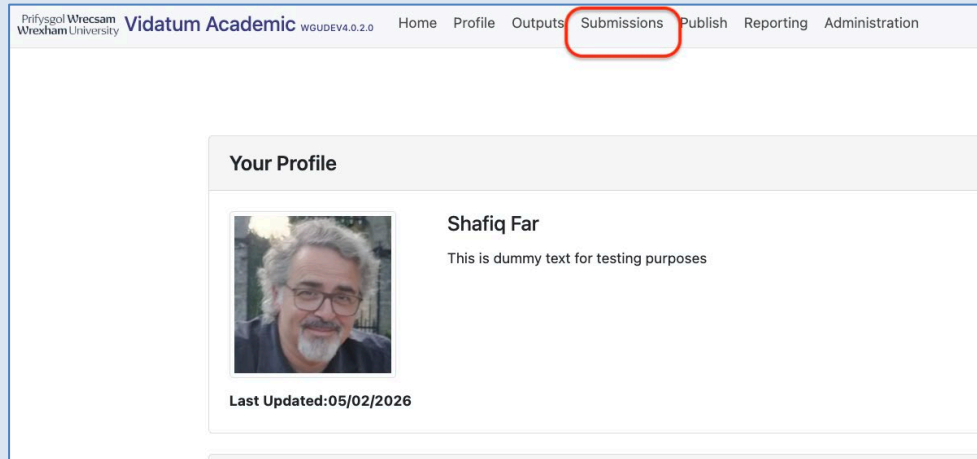 Prifysgol Wrecsam
Wrexham University
Vidatum Academic WGUDEV4.0.2.0 Home Profile Outputs Submissions Publish Reporting Administration
Your Profile
Shafiq Far
This is dummy text for testing purposes
Last Updated:05/02/2026